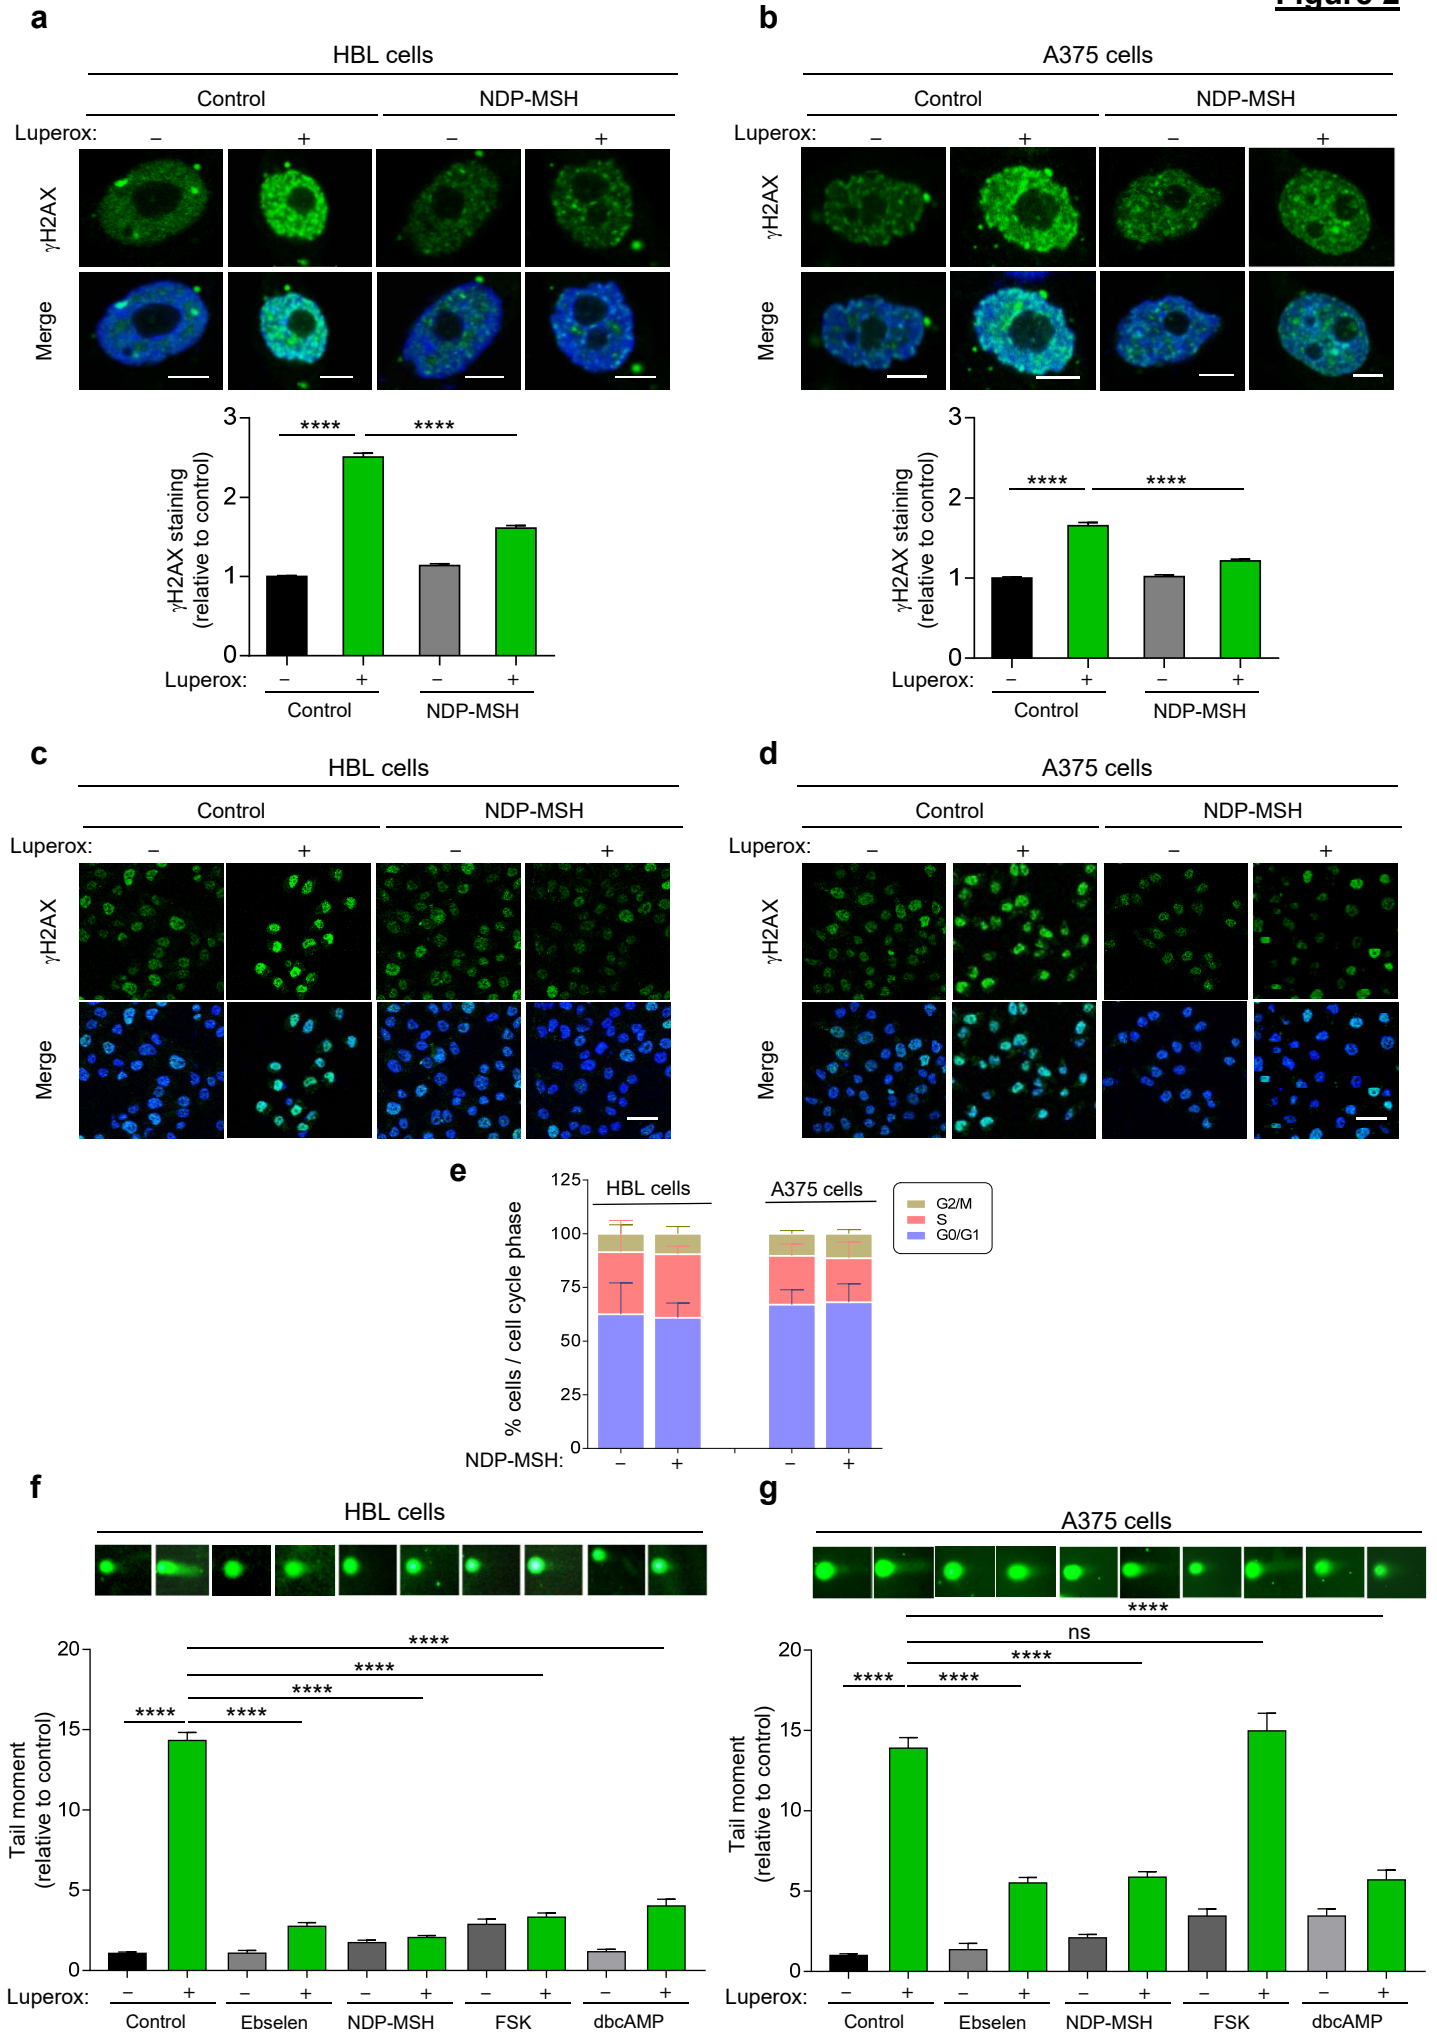 Figure 2
a
HBL cells
Control NDP-MSH
Luperox: – + – +
γH2AX
Merge
**** ****
γH2AX staining
(relative to control)
3
2
1
0
Luperox: – + – +
Control NDP-MSH
b
A375 cells
Control NDP-MSH
Luperox: – + – +
γH2AX
Merge
**** ****
γH2AX staining
(relative to control)
3
2
1
0
Luperox: – + – +
Control NDP-MSH
c
HBL cells
Control NDP-MSH
Luperox: – + – +
γH2AX
Merge
d
A375 cells
Control NDP-MSH
Luperox: – + – +
γH2AX
Merge
e
HBL cells A375 cells
% cells / cell cycle phase
125
100
75
50
25
0
G2/M
S
G0/G1
NDP-MSH: – + – +
f
HBL cells
****
****
****
**** ****
Tail moment
(relative to control)
20
15
10
5
0
Luperox: – + – + – + – + – +
Control Ebselen NDP-MSH FSK dbcAMP
g
A375 cells
****
ns
****
**** ****
Tail moment
(relative to control)
20
15
10
5
0
Luperox: – + – + – + – + – +
Control Ebselen NDP-MSH FSK dbcAMP